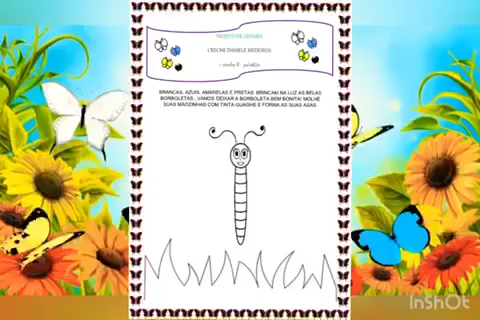 PROJETO DE LEITURA
CRECHE DANIELE MEDEIROS
BRANCAS, AZUIS, AMARELAS E PRETAS. BRINCAM NA LUZ AS BELAS
BORBOLETAS . VAMOS DEIXAR A BORBOLETA BEM BONITA! MOLHE
SUAS MÃOZINHAS COM TINTA GUACHE E FORMA AS SUAS ASAS.
InShOt